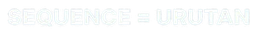 SEQUENCE = URUTAN